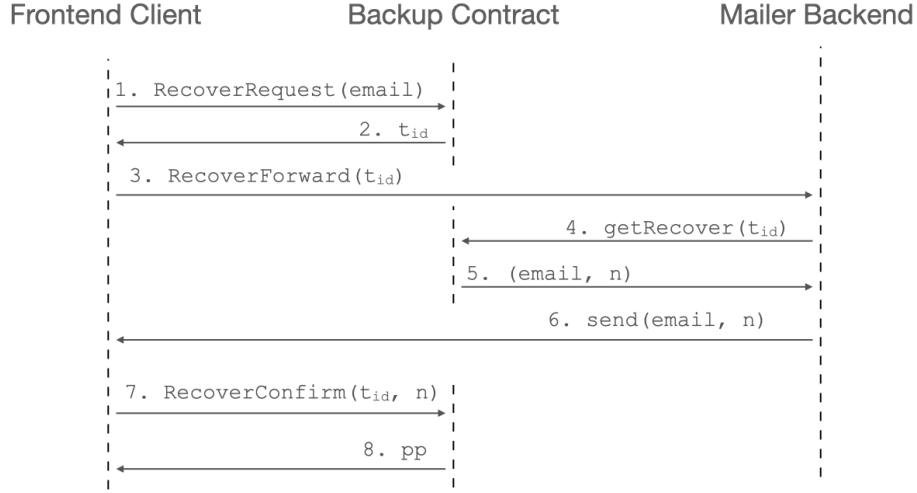 Frontend Client Backup Contract Mailer Backend
1. RecoverRequest(email)
2. tid
3. RecoverForward(tid)
4. getRecover(tid)
5. (email, n)
6. send(email, n)
7. RecoverConfirm(tid, n)
8. pp